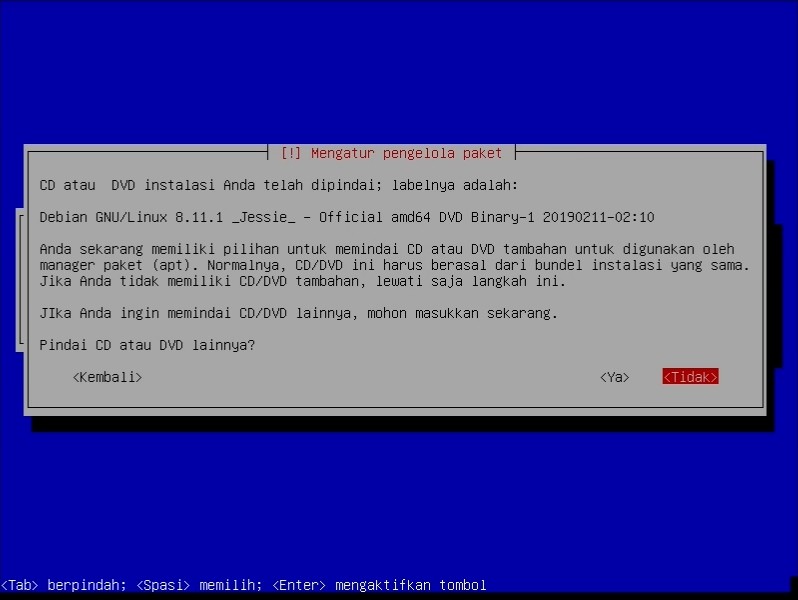 [!] Mengatur pengelola paket
CD atau  DVD instalasi Anda telah dipindai; labelnya adalah:
Debian GNU/Linux 8.11.1 _Jessie_ - Official amd64 DVD Binary-1 20190211-02:10
Anda sekarang memiliki pilihan untuk memindai CD atau DVD tambahan untuk digunakan oleh
manager paket (apt). Normalnya, CD/DVD ini harus berasal dari bundel instalasi yang sama.
Jika Anda tidak memiliki CD/DVD tambahan, lewati saja langkah ini.
JIka Anda ingin memindai CD/DVD lainnya, mohon masukkan sekarang.
Pindai CD atau DVD lainnya?
<Kembali> <Ya> <Tidak>
<Tab> berpindah; <Spasi> memilih; <Enter> mengaktifkan tombol